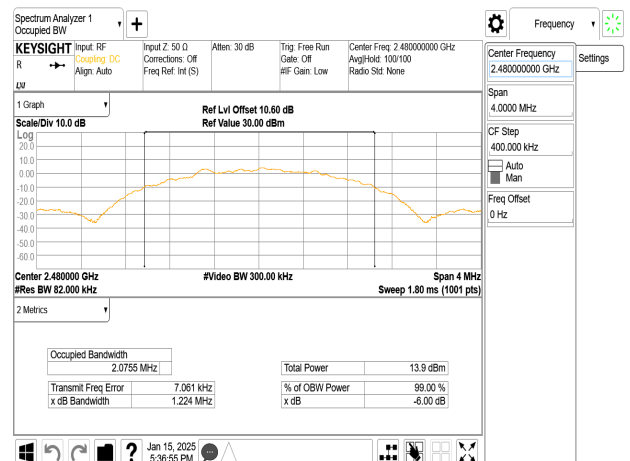 Spectrum Analyzer 1
Occupied BW
Frequency
KEYSIGHT
R
Input: RF
Coupling: DC
Align: Auto
Input Z: 50 Ω
Corrections: Off
Freq Ref: Int (S)
Atten: 30 dB
Trig: Free Run
Gate: Off
#IF Gain: Low
Center Freq: 2.480000000 GHz
Avg|Hold: 100/100
Radio Std: None
Center Frequency
2.480000000 GHz
Settings
Span
4.0000 MHz
CF Step
400.000 kHz
Auto
Man
Freq Offset
0 Hz
1 Graph
Scale/Div 10.0 dB
Ref Lvl Offset 10.60 dB
Ref Value 30.00 dBm
Log
20.0
10.0
0.00
-10.0
-20.0
-30.0
-40.0
-50.0
-60.0
Center 2.480000 GHz
#Video BW 300.00 kHz
Span 4 MHz
#Res BW 82.000 kHz
Sweep 1.80 ms (1001 pts)
2 Metrics
Occupied Bandwidth
2.0755 MHz
Total Power 13.9 dBm
Transmit Freq Error 7.061 kHz
% of OBW Power 99.00 %
x dB Bandwidth 1.224 MHz
x dB -6.00 dB
?
Jan 15, 2025
5:36:55 PM